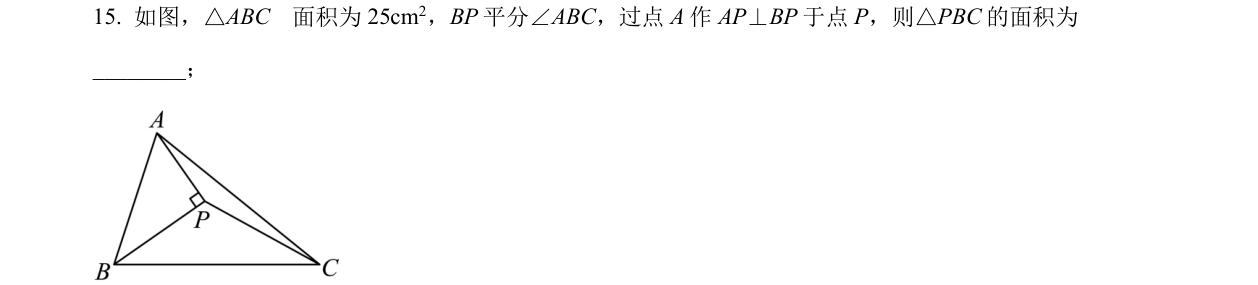 15. 如图，△ABC 面积为 25cm²，BP 平分∠ABC，过点 A 作 AP⊥BP 于点 P，则△PBC 的面积为
________；
A
P
B
C